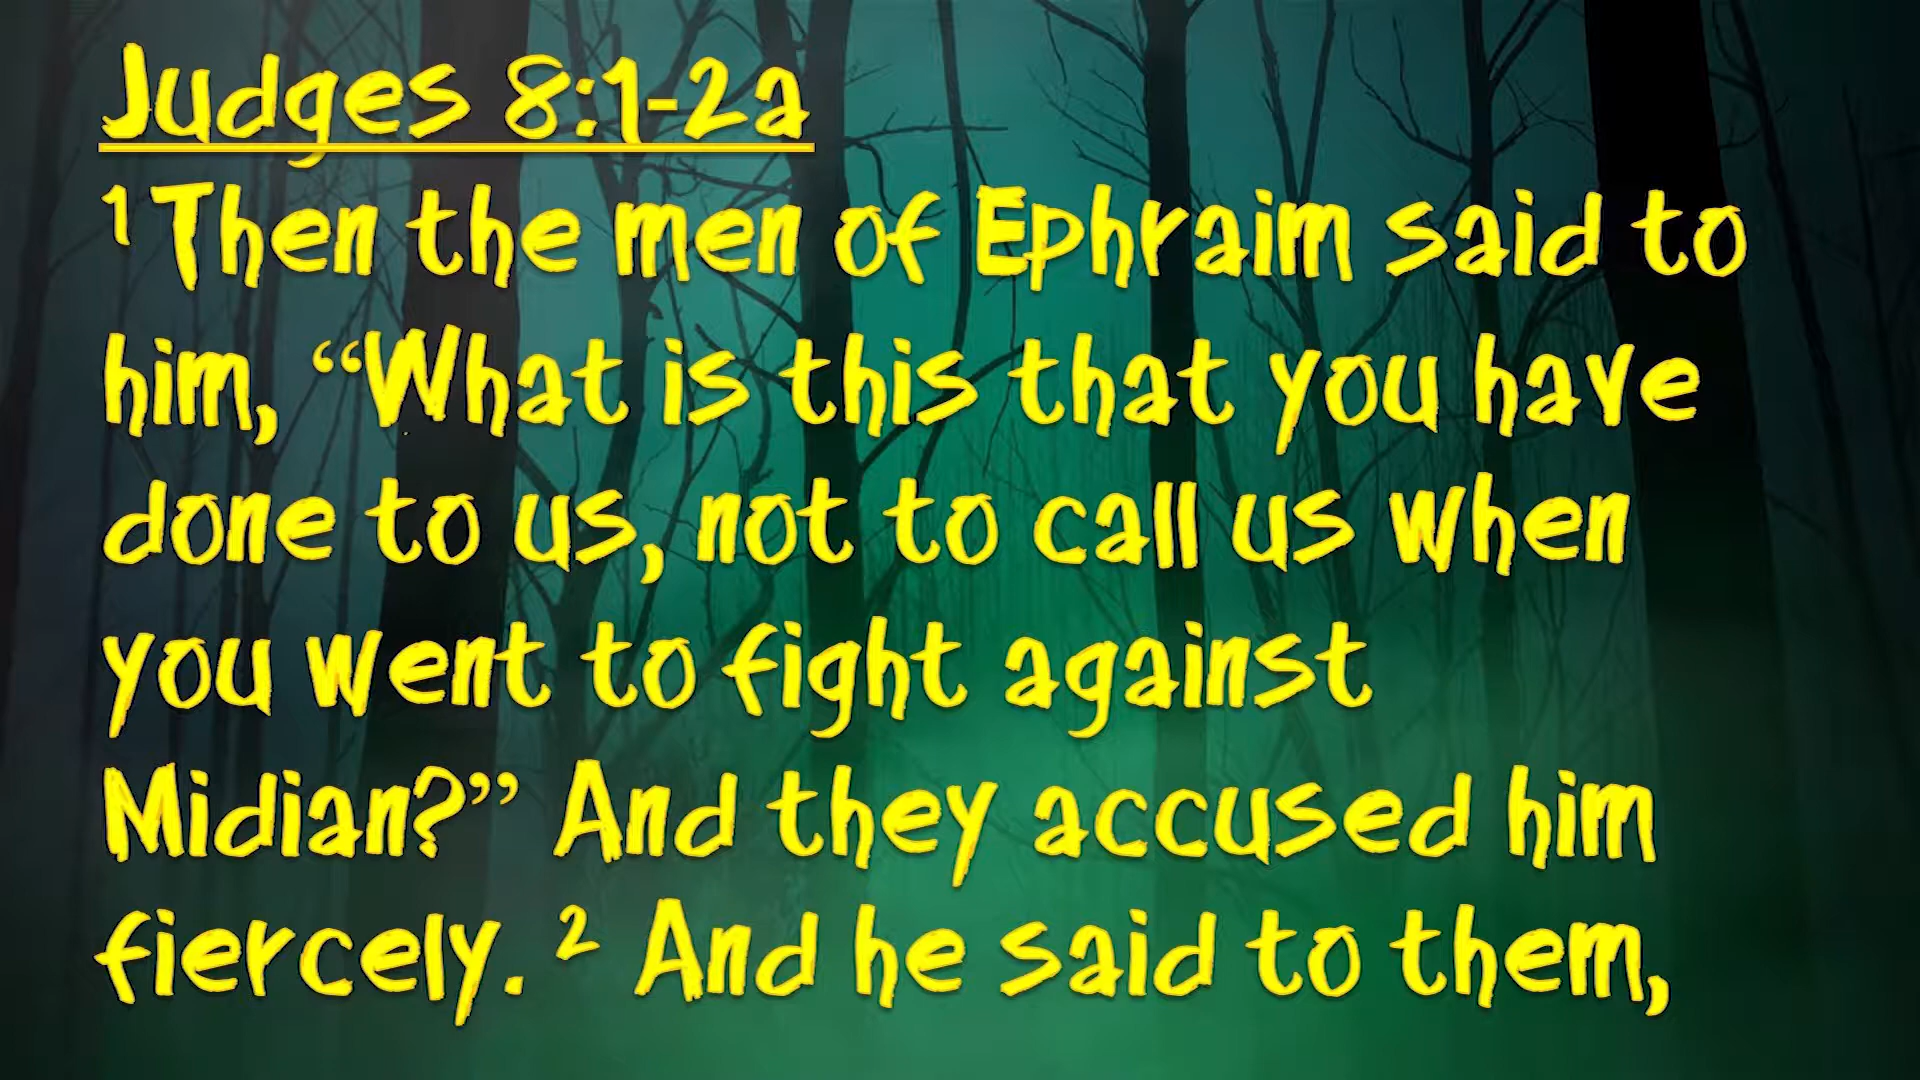 Judges 8:1-2a
¹ Then the men of Ephraim said to
him, “What is this that you have
done to us, not to call us when
you went to fight against
Midian?” And they accused him
fiercely. ² And he said to them,